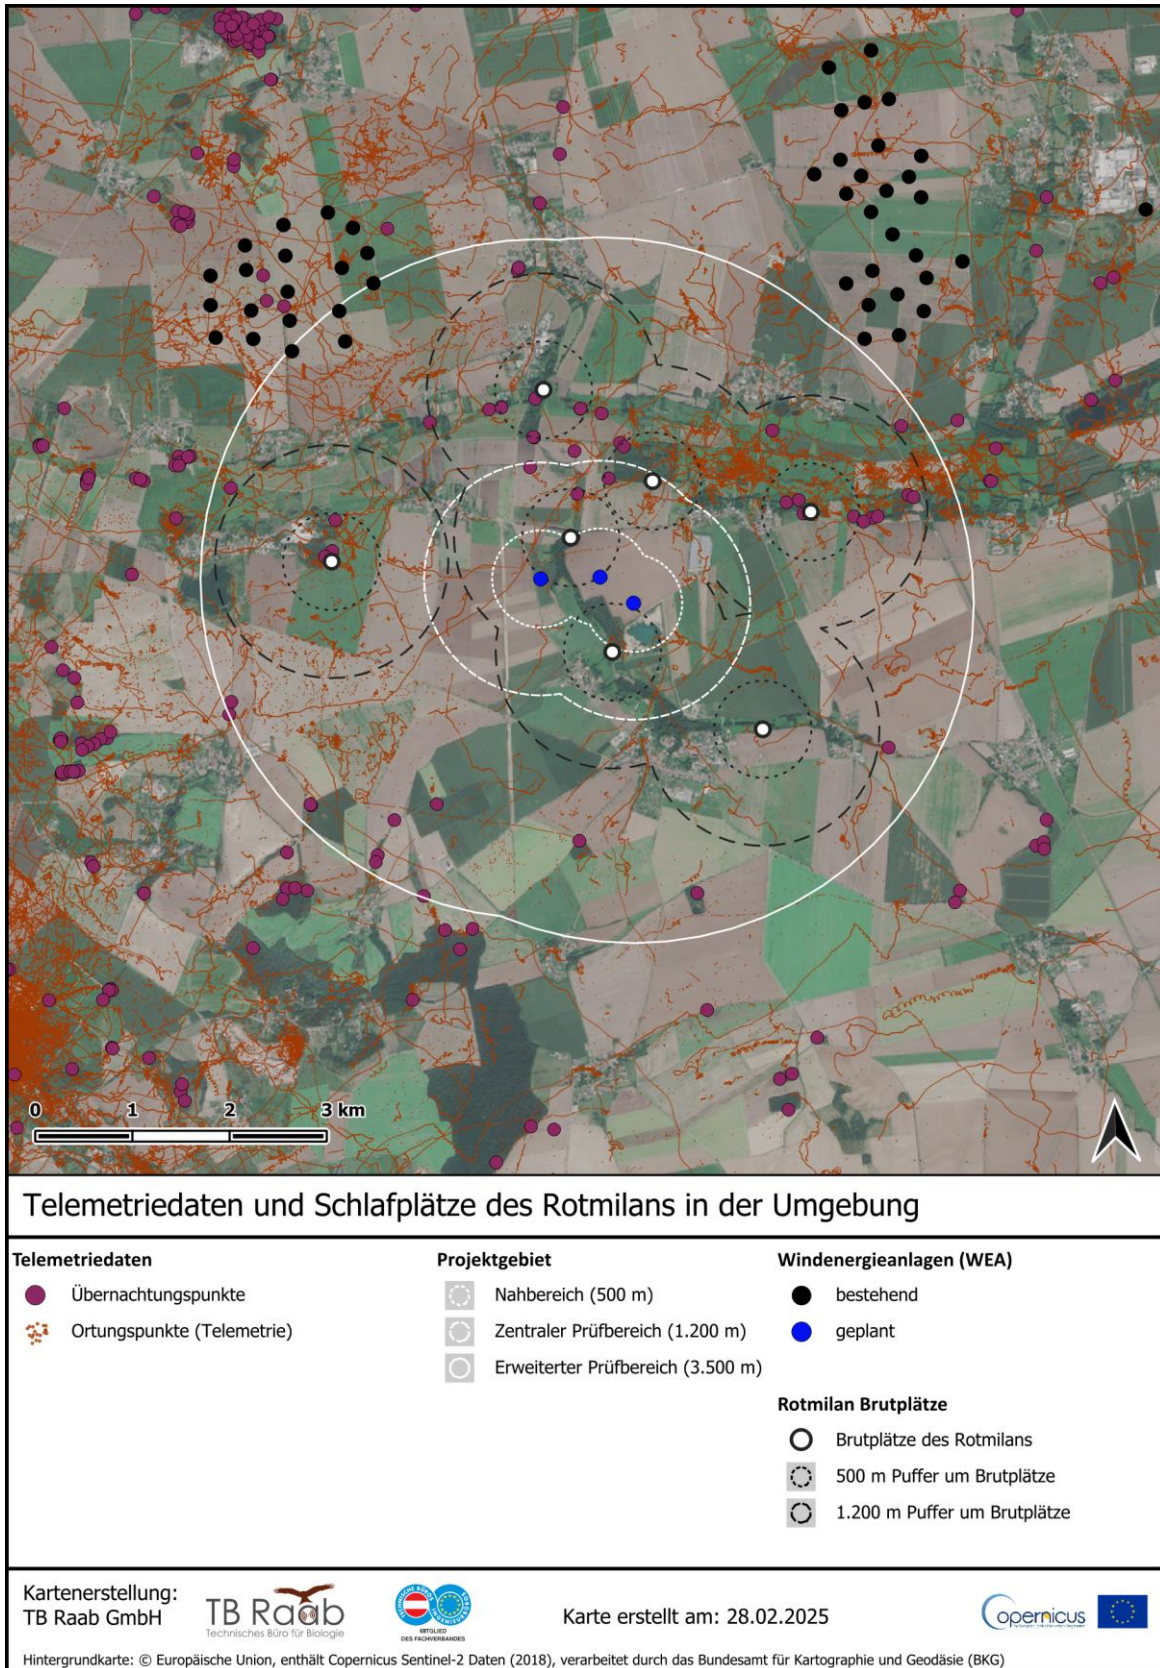 0 1 2 3 km
Telemetriedaten und Schlafplätze des Rotmilans in der Umgebung
Telemetriedaten
Übernachtungspunkte
Ortungspunkte (Telemetrie)
Projektgebiet
Nahbereich (500 m)
Zentraler Prüfbereich (1.200 m)
Erweiterter Prüfbereich (3.500 m)
Windenergieanlagen (WEA)
bestehend
geplant
Rotmilan Brutplätze
Brutplätze des Rotmilans
500 m Puffer um Brutplätze
1.200 m Puffer um Brutplätze
Kartenerstellung:
TB Raab GmbH
TB Raab
Technisches Büro für Biologie
MITGLIED
DES FACHVERBANDES
Karte erstellt am: 28.02.2025
opernicus
Hintergrundkarte: © Europäische Union, enthält Copernicus Sentinel-2 Daten (2018), verarbeitet durch das Bundesamt für Kartographie und Geodäsie (BKG)